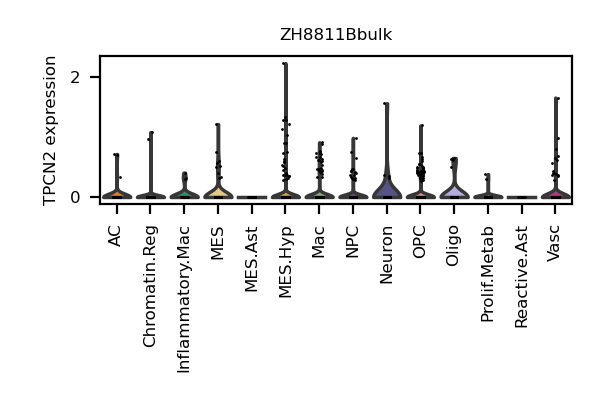 ZH8811Bbulk
TPCN2 expression
2
0
AC
Chromatin.Reg
Inflammatory.Mac
MES
MES.Ast
MES.Hyp
Mac
NPC
Neuron
OPC
Oligo
Prolif.Metab
Reactive.Ast
Vasc